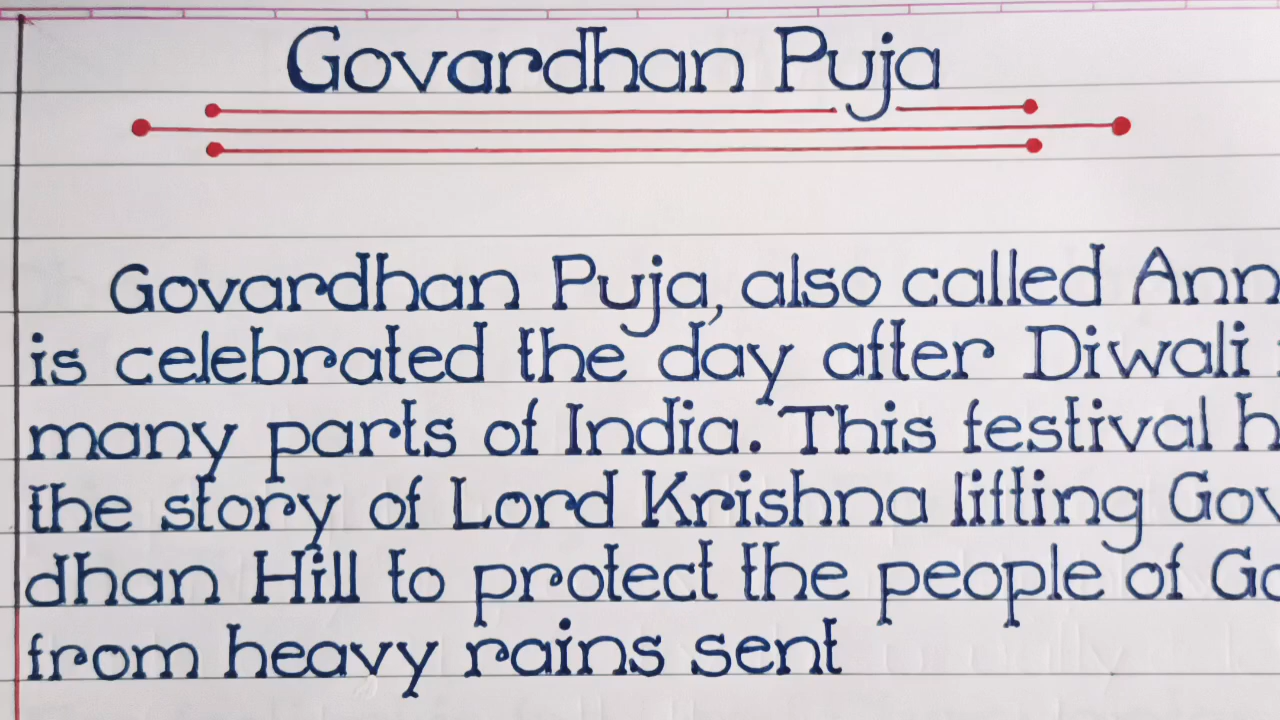 Govardhan Puja
Govardhan Puja, also called Ann
is celebrated the day after Diwali
many parts of India. This festival h
the story of Lord Krishna lifting Gov
dhan Hill to protect the people of Go
from heavy rains sent